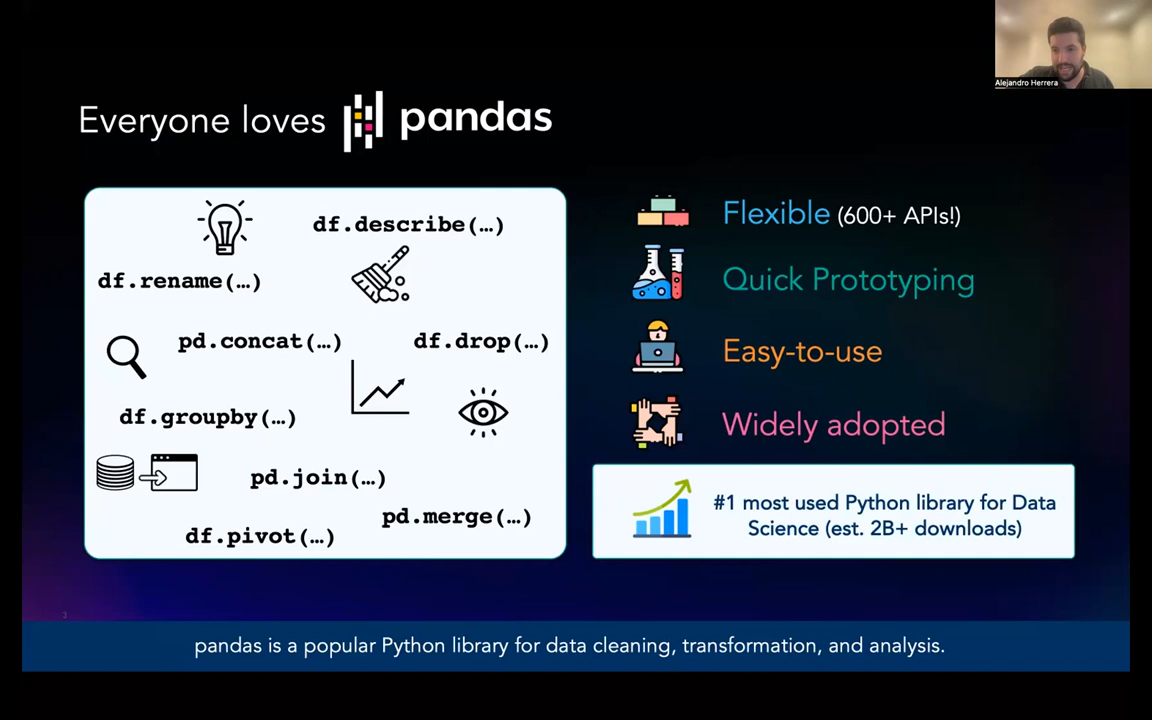 Alejandro Herrera
Everyone loves pandas
df.describe(…)
df.rename(…)
pd.concat(…)
df.drop(…)
df.groupby(…)
pd.join(…)
pd.merge(…)
df.pivot(…)
Flexible (600+ APIs!)
Quick Prototyping
Easy-to-use
Widely adopted
#1 most used Python library for Data
Science (est. 2B+ downloads)
3
pandas is a popular Python library for data cleaning, transformation, and analysis.